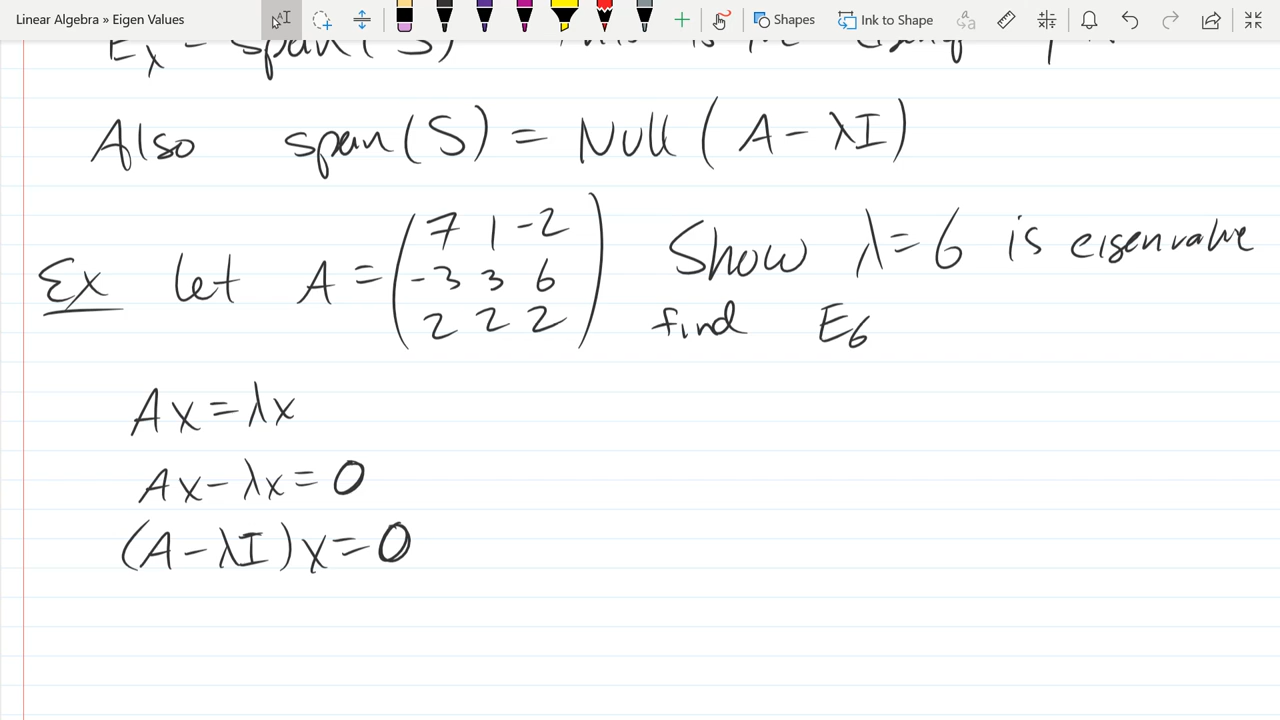 Linear Algebra » Eigen Values
Shapes
Ink to Shape
span(S)
Also span(S) = Null (A - λI)
Ex let A = (7 1 -2
-3 3 6
2 2 2) Show λ=6 is eigenvalue
find E6
Ax = λx
Ax - λx = 0
(A - λI)x = 0